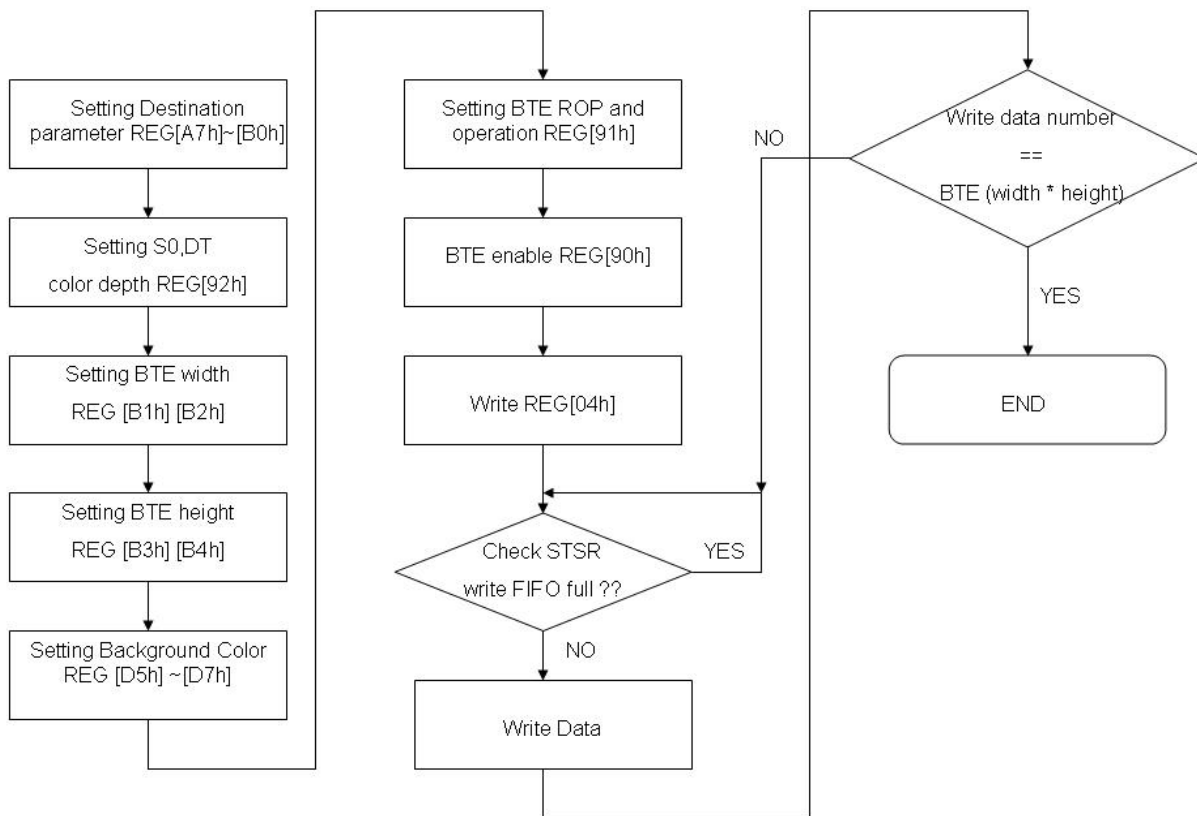 Setting Destination
parameter REG[A7h]~[B0h]
Setting S0,DT
color depth REG[92h]
Setting BTE width
REG [B1h] [B2h]
Setting BTE height
REG [B3h] [B4h]
Setting Background Color
REG [D5h] ~[D7h]
Setting BTE ROP and
operation REG[91h]
BTE enable REG[90h]
Write REG[04h]
Check STSR
write FIFO full ??
YES
NO
Write Data
Write data number
==
BTE (width * height)
NO
YES
END